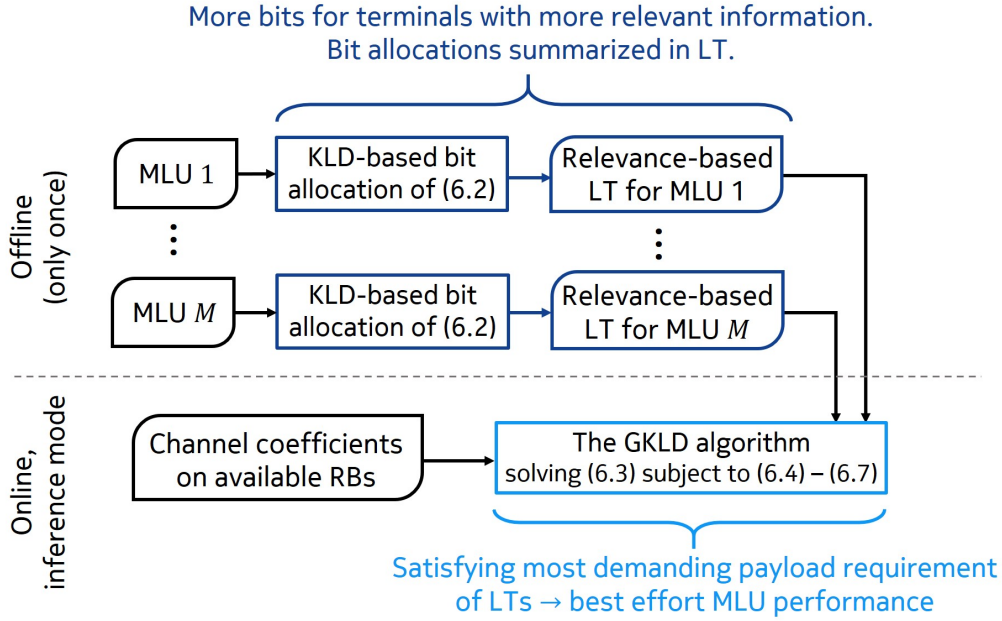 More bits for terminals with more relevant information.
Bit allocations summarized in LT.
Offline
(only once)
MLU 1
KLD-based bit
allocation of (6.2)
Relevance-based
LT for MLU 1
⋮
⋮
MLU M
KLD-based bit
allocation of (6.2)
Relevance-based
LT for MLU M
Online,
inference mode
Channel coefficients
on available RBs
The GKLD algorithm
solving (6.3) subject to (6.4) – (6.7)
Satisfying most demanding payload requirement
of LTs → best effort MLU performance